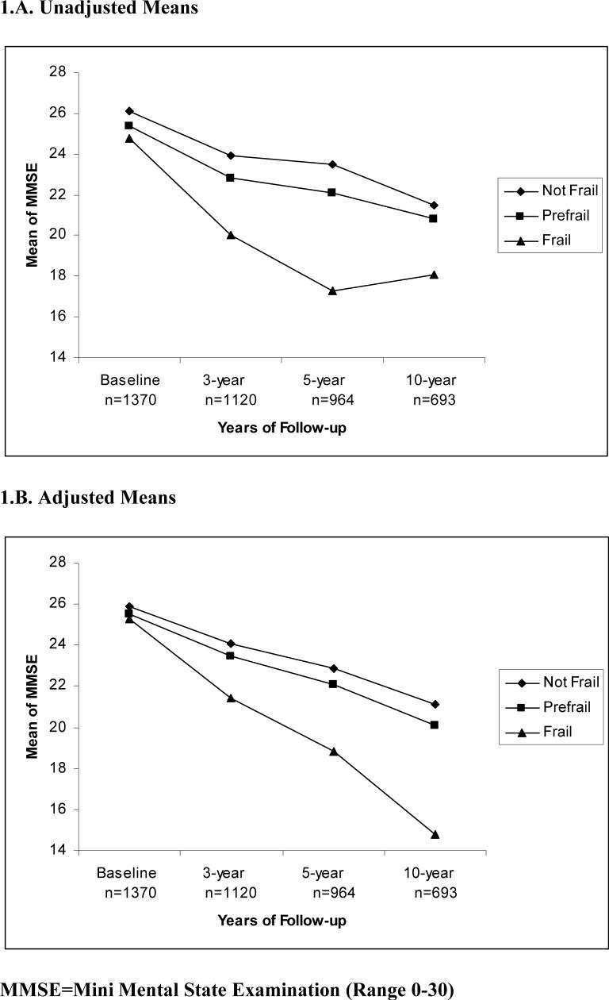 1.A. Unadjusted Means
28
26
24
22
20
18
16
14
Mean of MMSE
Not Frail
Prefrail
Frail
Baseline 3-year 5-year 10-year
n=1370 n=1120 n=964 n=693
Years of Follow-up
1.B. Adjusted Means
28
26
24
22
20
18
16
14
Mean of MMSE
Not Frail
Prefrail
Frail
Baseline 3-year 5-year 10-year
n=1370 n=1120 n=964 n=693
Years of Follow-up
MMSE=Mini Mental State Examination (Range 0-30)